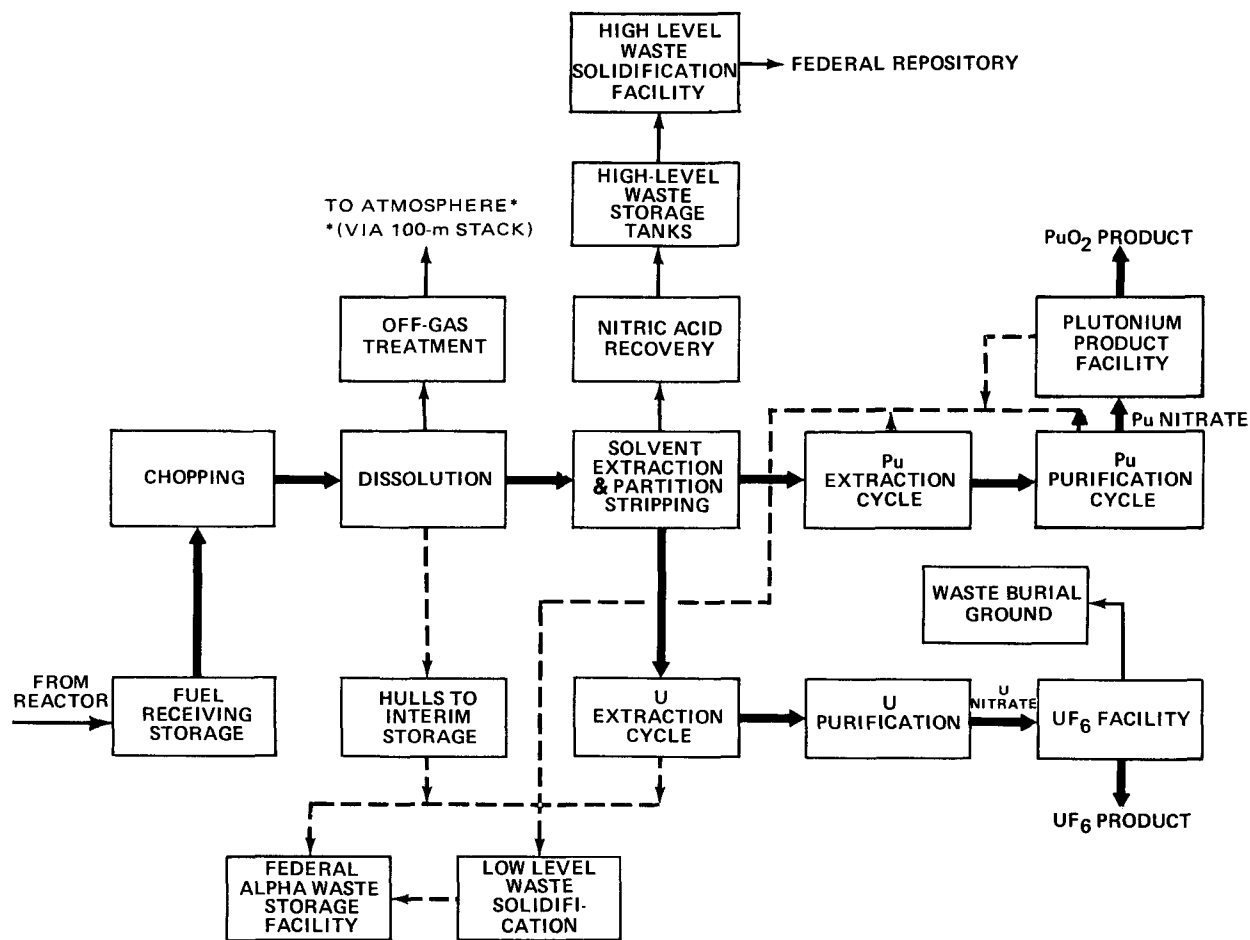 HIGH LEVEL
WASTE
SOLIDIFICATION
FACILITY
FEDERAL REPOSITORY
HIGH-LEVEL
WASTE
STORAGE
TANKS
TO ATMOSPHERE*
*(VIA 100-m STACK)
PuO2 PRODUCT
OFF-GAS
TREATMENT
NITRIC ACID
RECOVERY
PLUTONIUM
PRODUCT
FACILITY
Pu NITRATE
CHOPPING
DISSOLUTION
SOLVENT
EXTRACTION
& PARTITION
STRIPPING
Pu
EXTRACTION
CYCLE
Pu
PURIFICATION
CYCLE
WASTE BURIAL
GROUND
FROM
REACTOR
FUEL
RECEIVING
STORAGE
HULLS TO
INTERIM
STORAGE
U
EXTRACTION
CYCLE
U
PURIFICATION
U
NITRATE
UF6 FACILITY
UF6 PRODUCT
FEDERAL
ALPHA WASTE
STORAGE
FACILITY
LOW LEVEL
WASTE
SOLIDIFI-
CATION